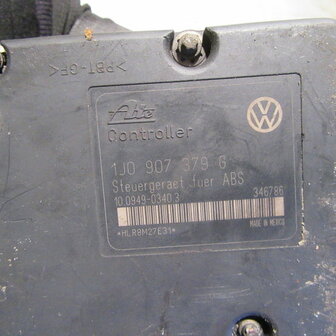 >PBT-GF<
Ate
Controller
1J0 907 379 G
Steuergeraet fuer ABS
10.0949-0340.3
346786
*HLR8M27E31*
MADE IN MEXICO